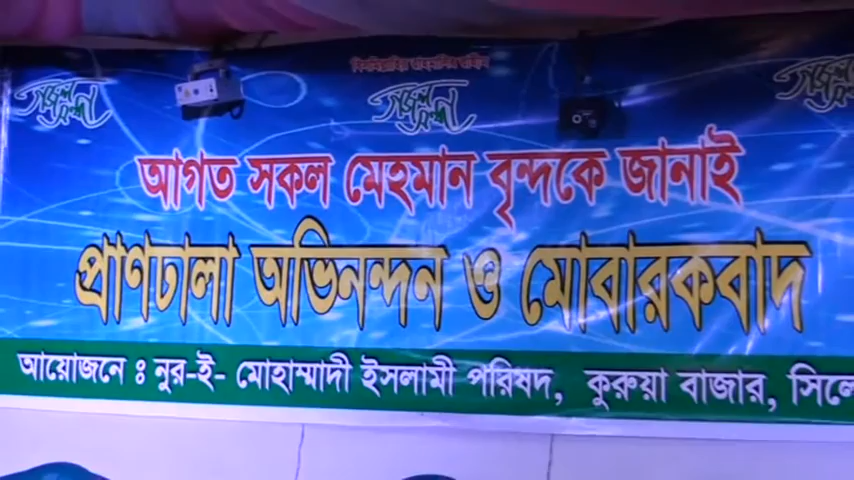 আগত সকল মেহমান বৃন্দকে জানাই
প্রাণঢালা অভিনন্দন ও মোবারকবাদ
আয়োজনে : নুর-ই- মোহাম্মাদী ইসলামী পরিষদ, কুরুয়া বাজার,